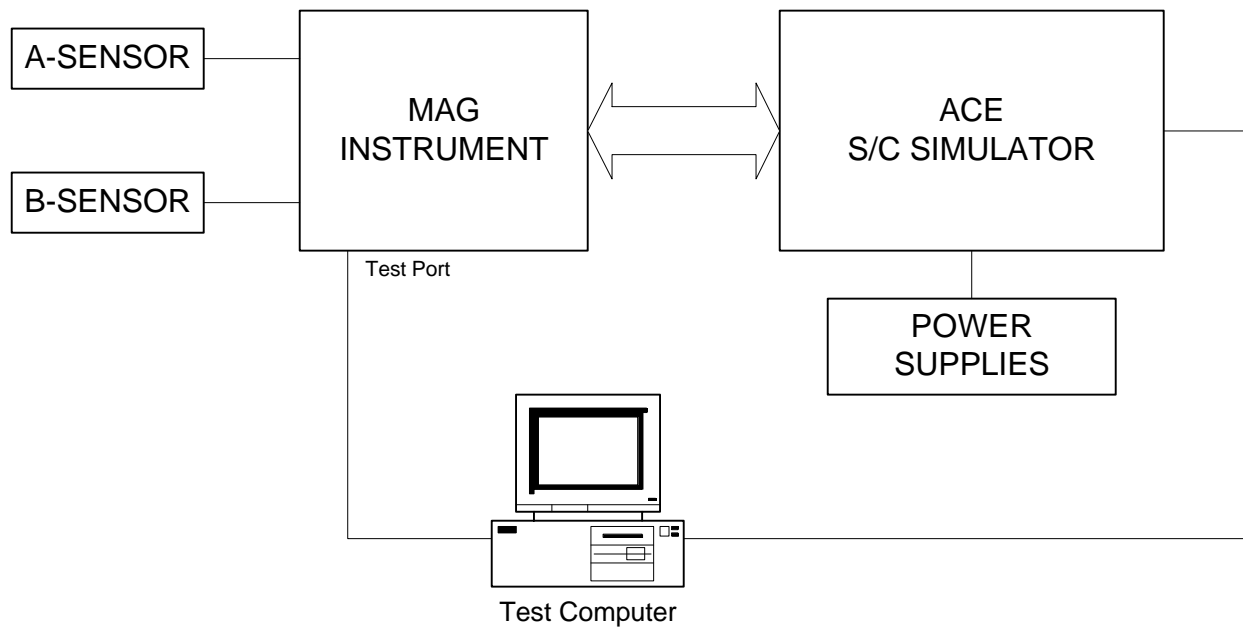 A-SENSOR
B-SENSOR
MAG
INSTRUMENT
ACE
S/C SIMULATOR
Test Port
POWER
SUPPLIES
Test Computer